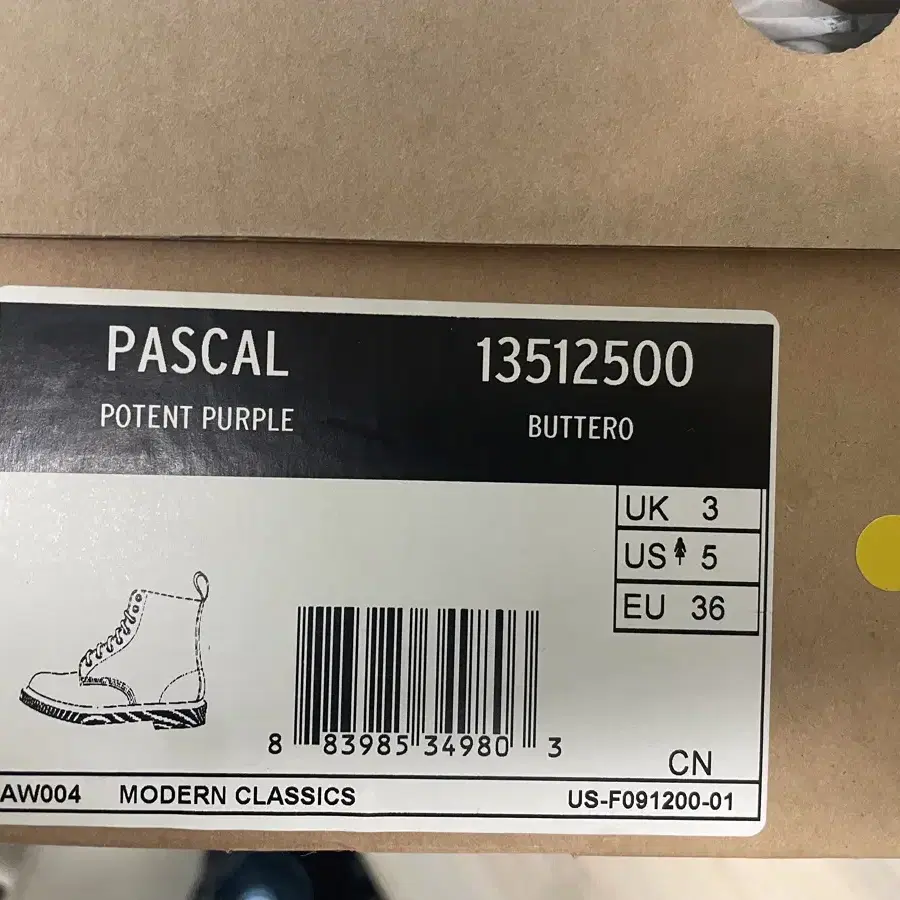 PASCAL 13512500
POTENT PURPLE BUTTERO
UK 3
US 5
EU 36
8 83985 34980 3
CN
AW004 MODERN CLASSICS US-F091200-01